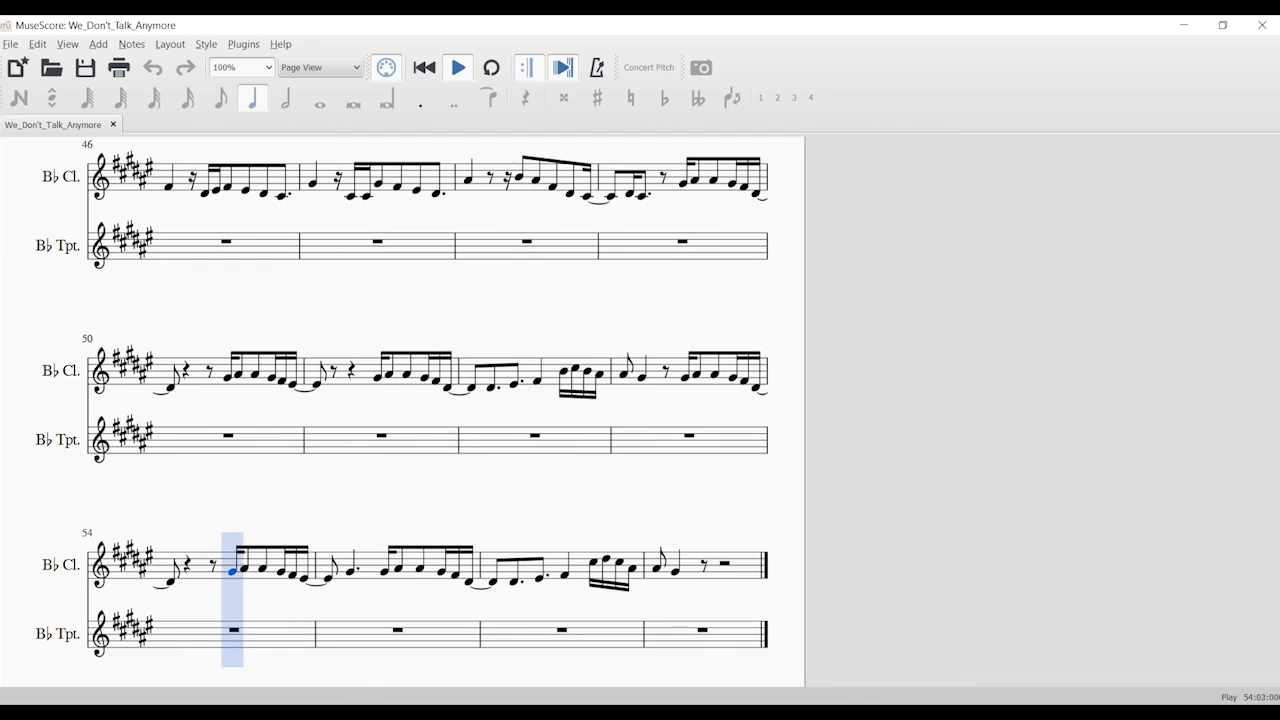 MuseScore: We_Don't_Talk_Anymore
File Edit View Add Notes Layout Style Plugins Help
100% Page View Concert Pitch
1 2 3 4
We_Don't_Talk_Anymore
46
B♭ Cl.
B♭ Tpt.
50
B♭ Cl.
B♭ Tpt.
54
B♭ Cl.
B♭ Tpt.
Play 54:03:000